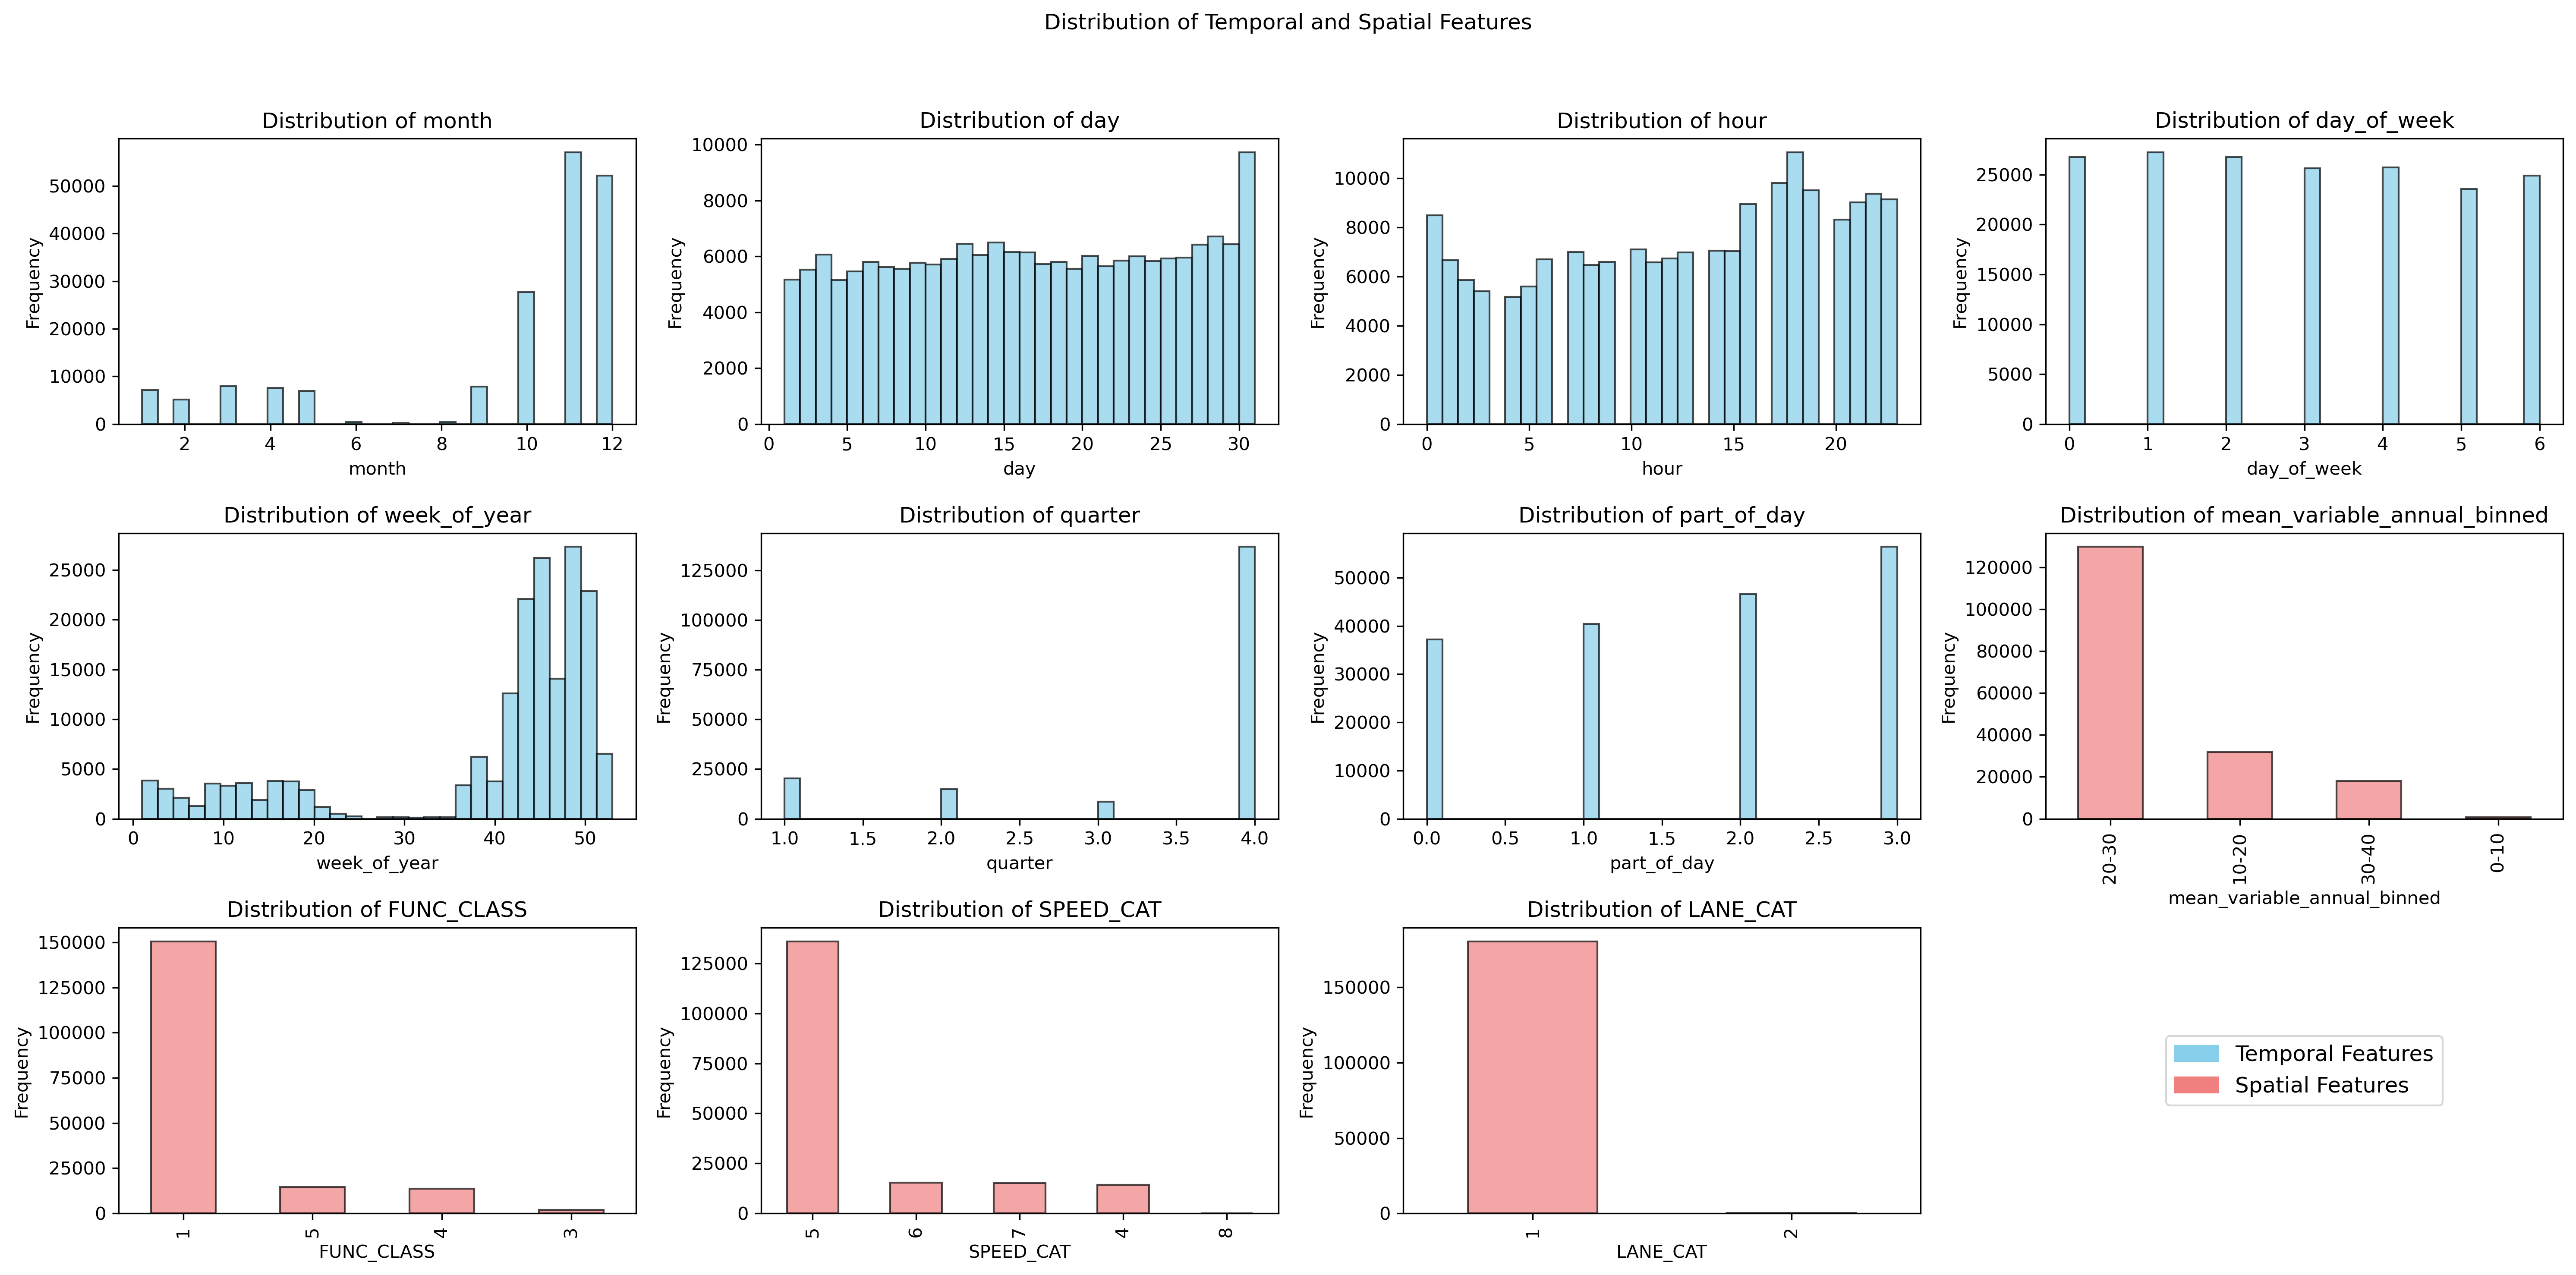 Distribution of Temporal and Spatial Features
Distribution of month
Frequency
50000
40000
30000
20000
10000
0
2 4 6 8 10 12
month
Distribution of day
Frequency
10000
8000
6000
4000
2000
0
0 5 10 15 20 25 30
day
Distribution of hour
Frequency
10000
8000
6000
4000
2000
0
0 5 10 15 20
hour
Distribution of day_of_week
Frequency
25000
20000
15000
10000
5000
0
0 1 2 3 4 5 6
day_of_week
Distribution of week_of_year
Frequency
25000
20000
15000
10000
5000
0
0 10 20 30 40 50
week_of_year
Distribution of quarter
Frequency
125000
100000
75000
50000
25000
0
1.0 1.5 2.0 2.5 3.0 3.5 4.0
quarter
Distribution of part_of_day
Frequency
50000
40000
30000
20000
10000
0
0.0 0.5 1.0 1.5 2.0 2.5 3.0
part_of_day
Distribution of mean_variable_annual_binned
Frequency
120000
100000
80000
60000
40000
20000
0
20-30 10-20 30-40 0-10
mean_variable_annual_binned
Distribution of FUNC_CLASS
Frequency
150000
125000
100000
75000
50000
25000
0
1 5 4 3
FUNC_CLASS
Distribution of SPEED_CAT
Frequency
125000
100000
75000
50000
25000
0
5 6 7 4 8
SPEED_CAT
Distribution of LANE_CAT
Frequency
150000
100000
50000
0
1 2
LANE_CAT
Temporal Features
Spatial Features